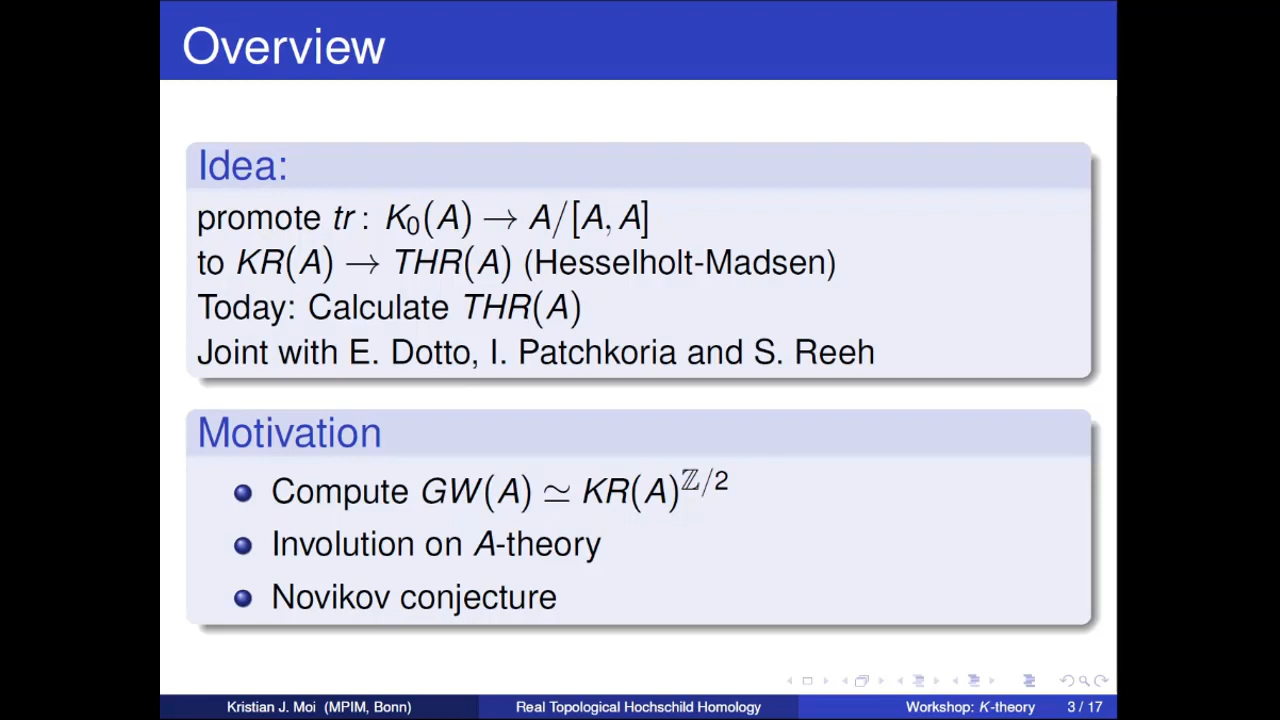 Overview
Idea:
promote tr : K₀(A) → A/[A, A]
to KR(A) → THR(A) (Hesselholt-Madsen)
Today: Calculate THR(A)
Joint with E. Dotto, I. Patchkoria and S. Reeh
Motivation
Compute GW(A) ≃ KR(A)^{ℤ/2}
Involution on A-theory
Novikov conjecture
Kristian J. Moi (MPIM, Bonn) Real Topological Hochschild Homology Workshop: K-theory 3 / 17